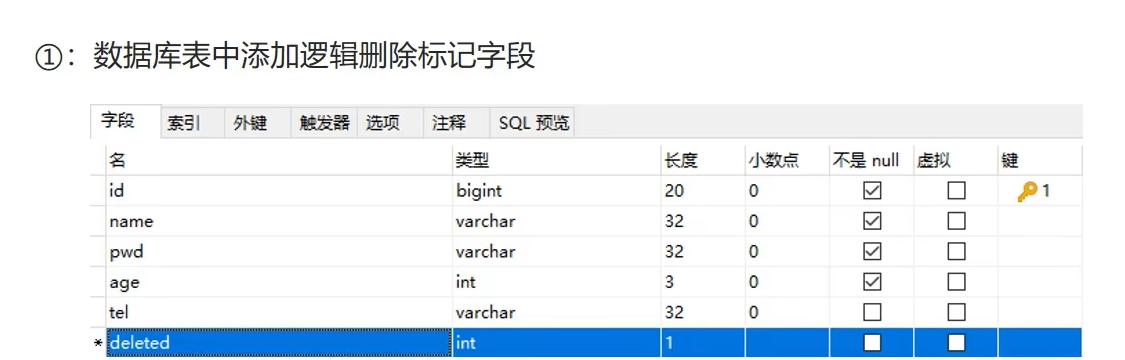 ①：数据库表中添加逻辑删除标记字段
字段 索引 外键 触发器 选项 注释 SQL 预览
名 类型 长度 小数点 不是 null 虚拟 键
id bigint 20 0 1
name varchar 32 0
pwd varchar 32 0
age int 3 0
tel varchar 32 0
* deleted int 1